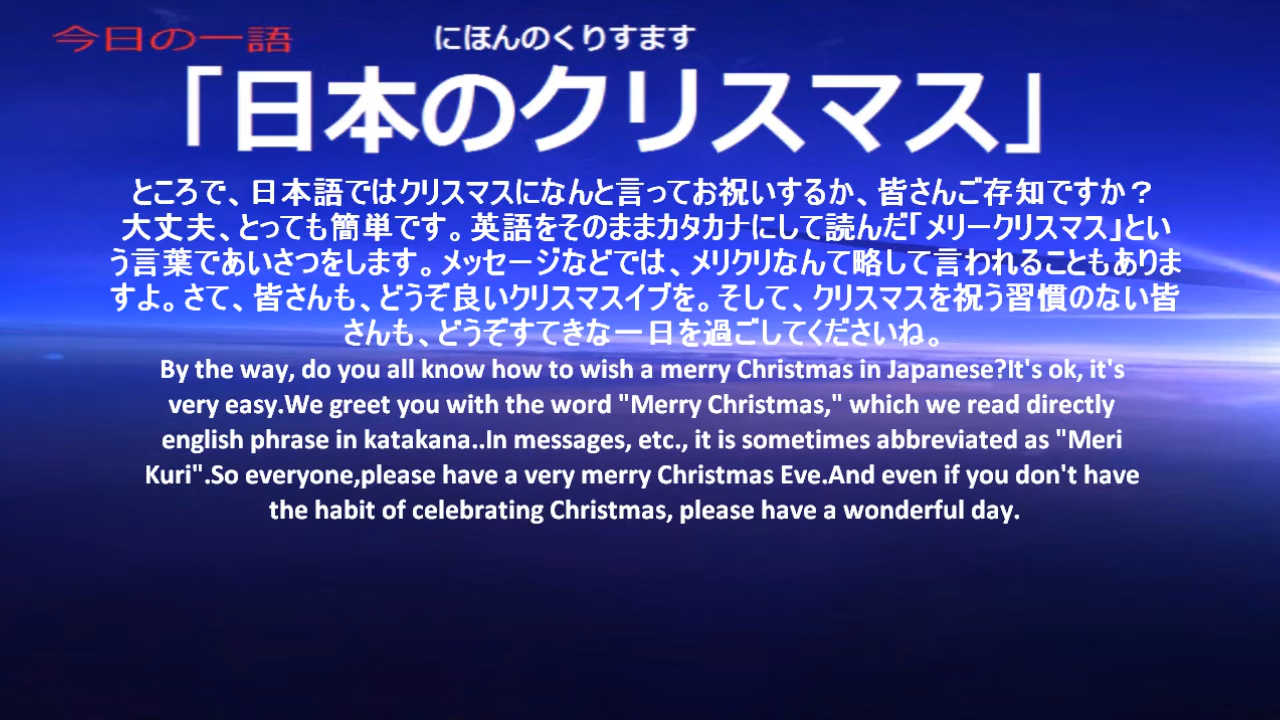 今日の一語
にほんのくりすます
「日本のクリスマス」
ところで、日本語ではクリスマスになんと言ってお祝いするか、皆さんご存知ですか？
大丈夫、とっても簡単です。英語をそのままカタカナにして読んだ「メリークリスマス」とい
う言葉であいさつをします。メッセージなどでは、メリクリなんて略して言われることもありま
すよ。さて、皆さんも、どうぞ良いクリスマスイブを。そして、クリスマスを祝う習慣のない皆
さんも、どうぞすてきな一日を過ごしてくださいね。
By the way, do you all know how to wish a merry Christmas in Japanese?It's ok, it's
very easy.We greet you with the word "Merry Christmas," which we read directly
english phrase in katakana..In messages, etc., it is sometimes abbreviated as "Meri
Kuri".So everyone,please have a very merry Christmas Eve.And even if you don't have
the habit of celebrating Christmas, please have a wonderful day.